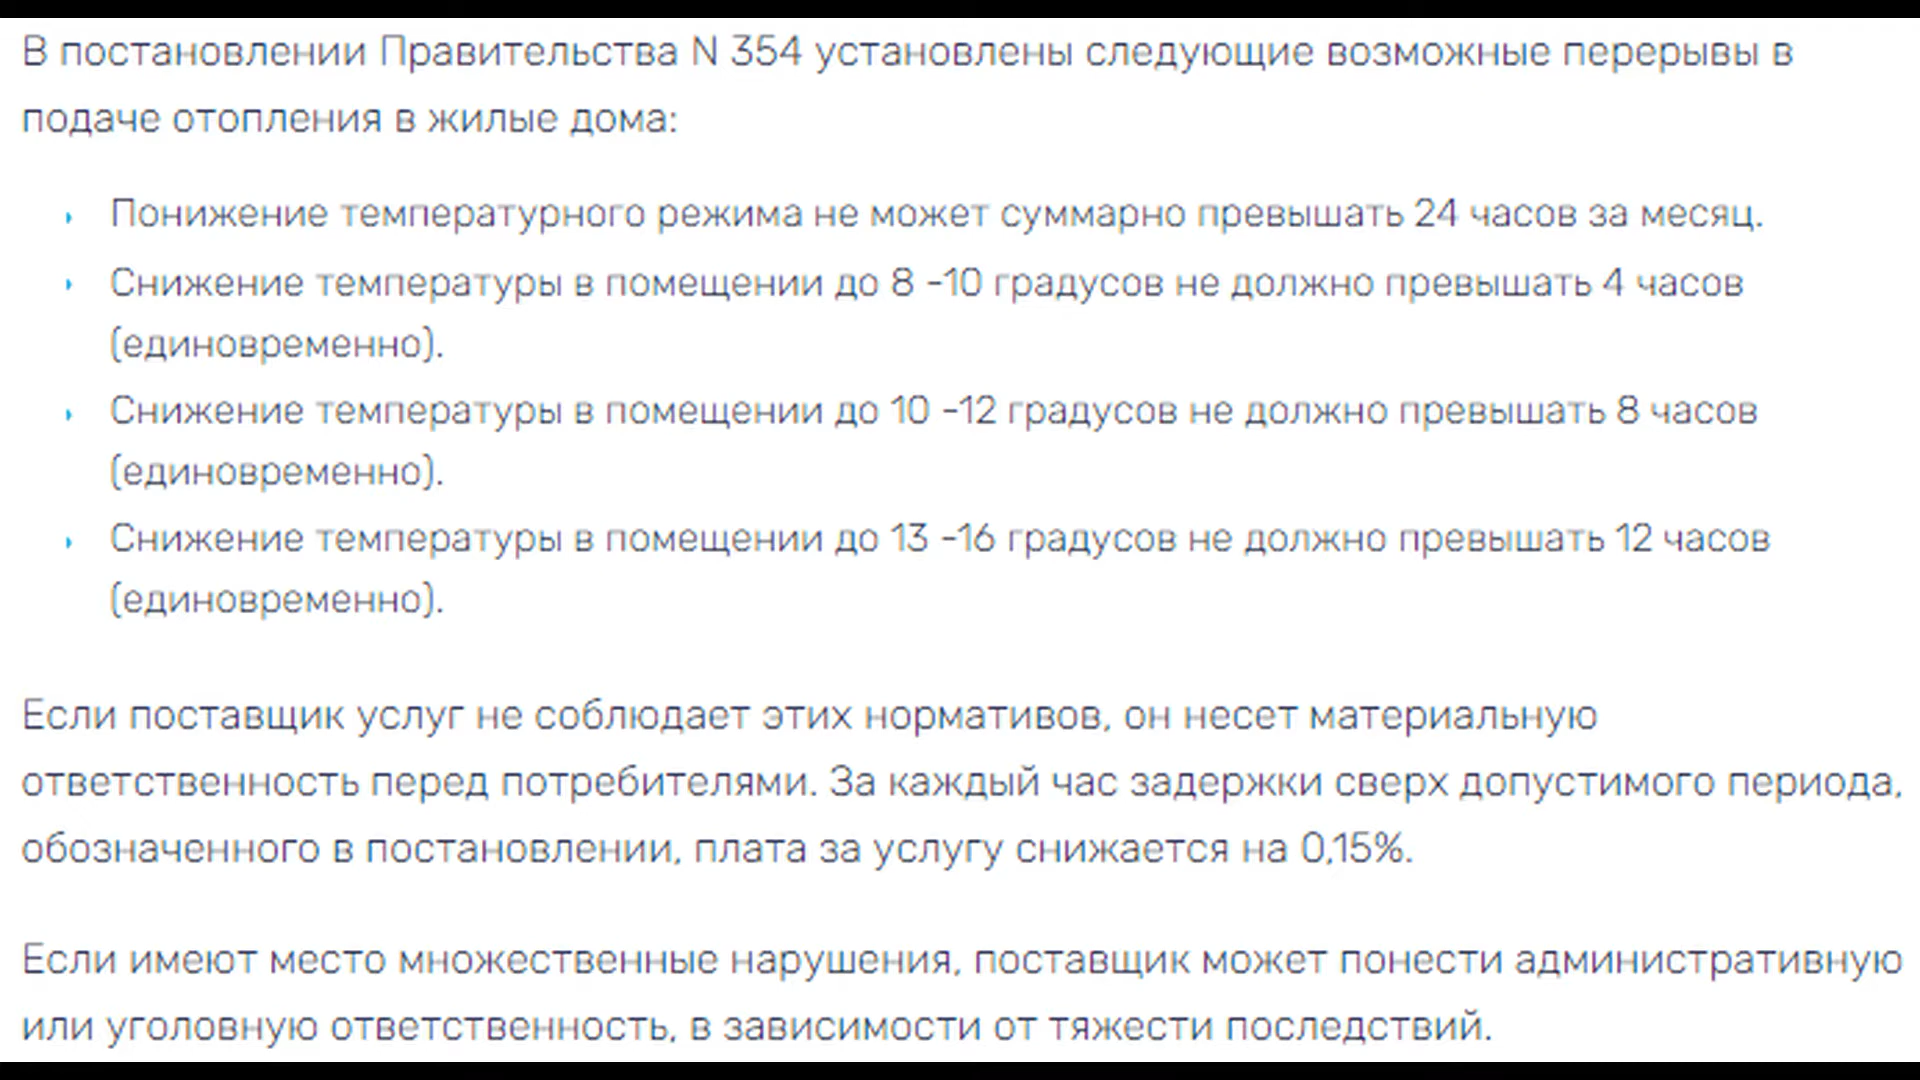 В постановлении Правительства N 354 установлены следующие возможные перерывы в
подаче отопления в жилые дома:
Понижение температурного режима не может суммарно превышать 24 часов за месяц.
Снижение температуры в помещении до 8 -10 градусов не должно превышать 4 часов
(единовременно).
Снижение температуры в помещении до 10 -12 градусов не должно превышать 8 часов
(единовременно).
Снижение температуры в помещении до 13 -16 градусов не должно превышать 12 часов
(единовременно).
Если поставщик услуг не соблюдает этих нормативов, он несет материальную
ответственность перед потребителями. За каждый час задержки сверх допустимого периода,
обозначенного в постановлении, плата за услугу снижается на 0,15%.
Если имеют место множественные нарушения, поставщик может понести административную
или уголовную ответственность, в зависимости от тяжести последствий.